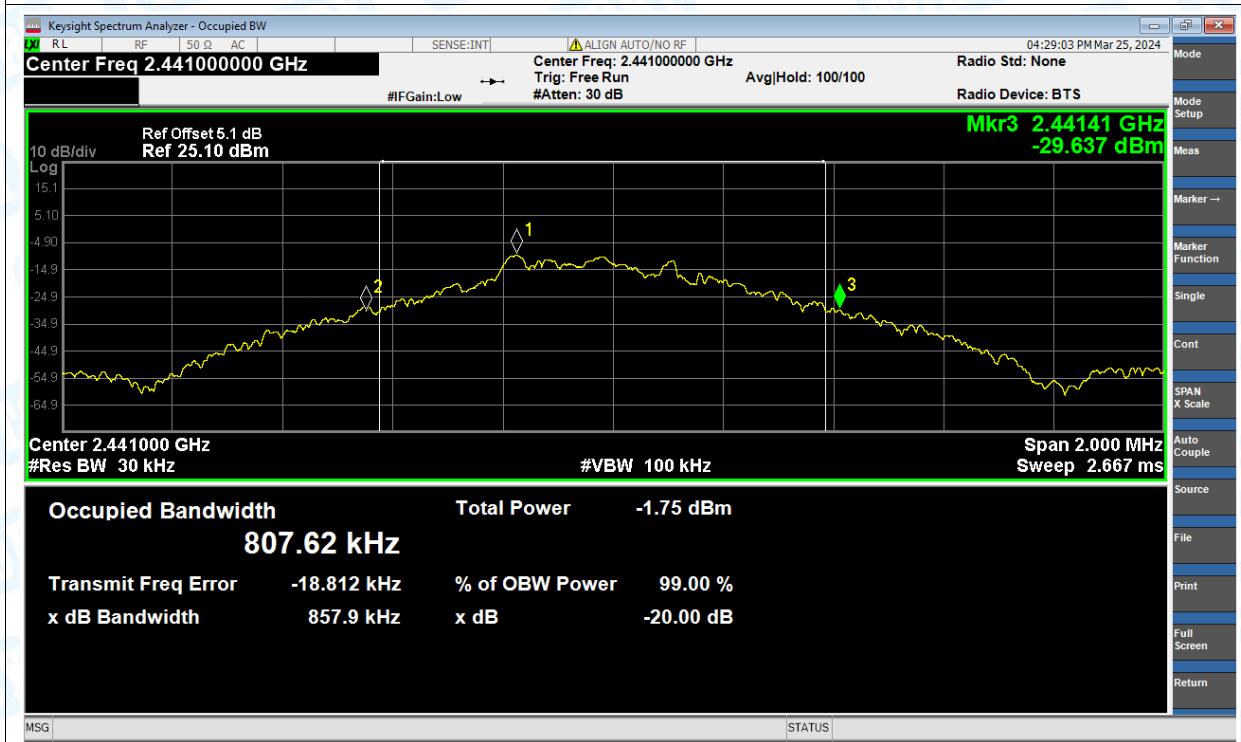 Keysight Spectrum Analyzer - Occupied BW
LXI RL RF 50 Ω AC SENSE:INT ALIGN AUTO/NO RF 04:29:03 PM Mar 25, 2024
Center Freq 2.441000000 GHz Center Freq: 2.441000000 GHz Radio Std: None
Trig: Free Run Avg|Hold: 100/100
#IFGain:Low #Atten: 30 dB Radio Device: BTS
Ref Offset 5.1 dB Mkr3 2.44141 GHz
10 dB/div Ref 25.10 dBm -29.637 dBm
Log
15.1
5.10
-4.90
-14.9
-24.9
-34.9
-44.9
-54.9
-64.9
1
2
3
Center 2.441000 GHz Span 2.000 MHz
#Res BW 30 kHz #VBW 100 kHz Sweep 2.667 ms
Occupied Bandwidth Total Power -1.75 dBm
807.62 kHz
Transmit Freq Error -18.812 kHz % of OBW Power 99.00 %
x dB Bandwidth 857.9 kHz x dB -20.00 dB
MSG STATUS
Mode
Mode
Setup
Meas
Marker→
Marker
Function
Single
Cont
SPAN
X Scale
Auto
Couple
Source
File
Print
Full
Screen
Return